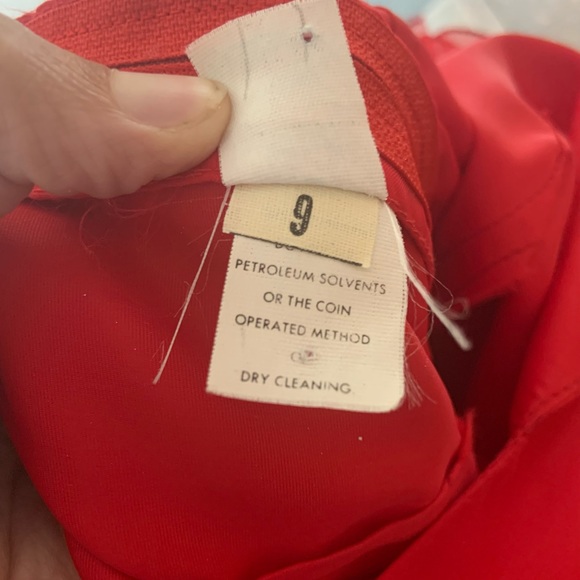 9
PETROLEUM SOLVENTS
OR THE COIN
OPERATED METHOD
DRY CLEANING.